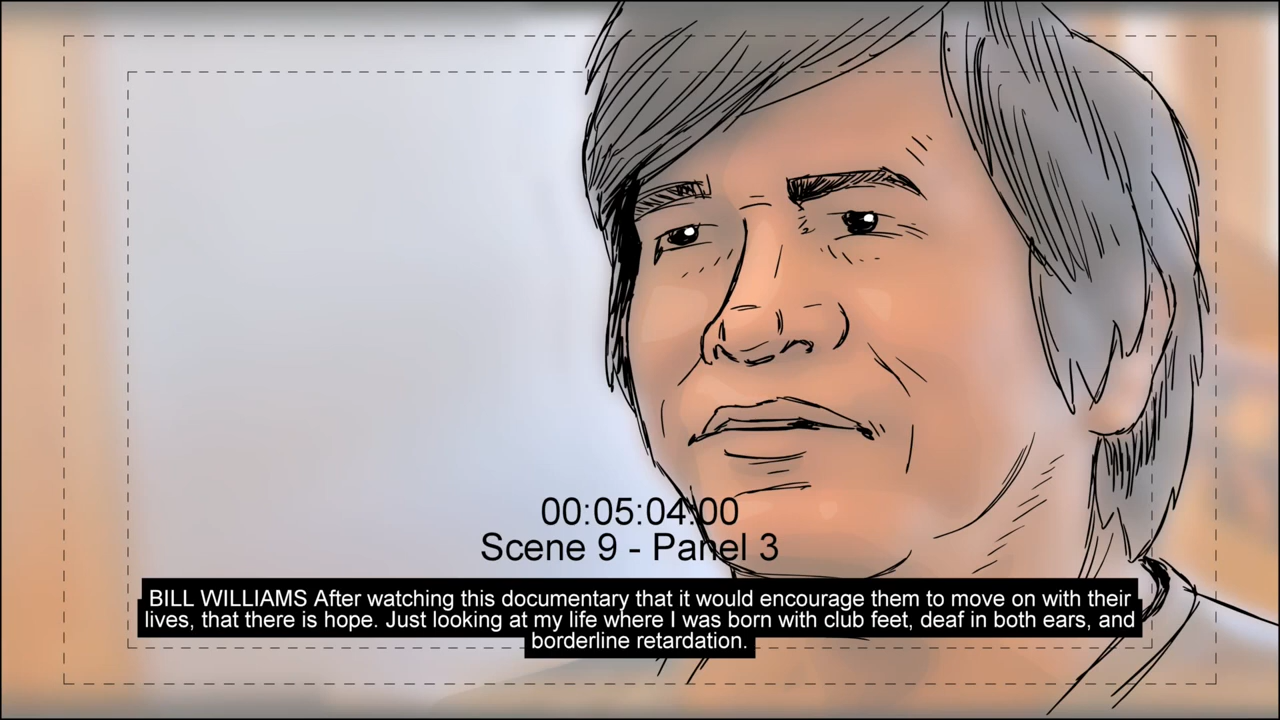 00:05:04:00
Scene 9 - Panel 3
BILL WILLIAMS After watching this documentary that it would encourage them to move on with their
lives, that there is hope. Just looking at my life where I was born with club feet, deaf in both ears, and
borderline retardation.